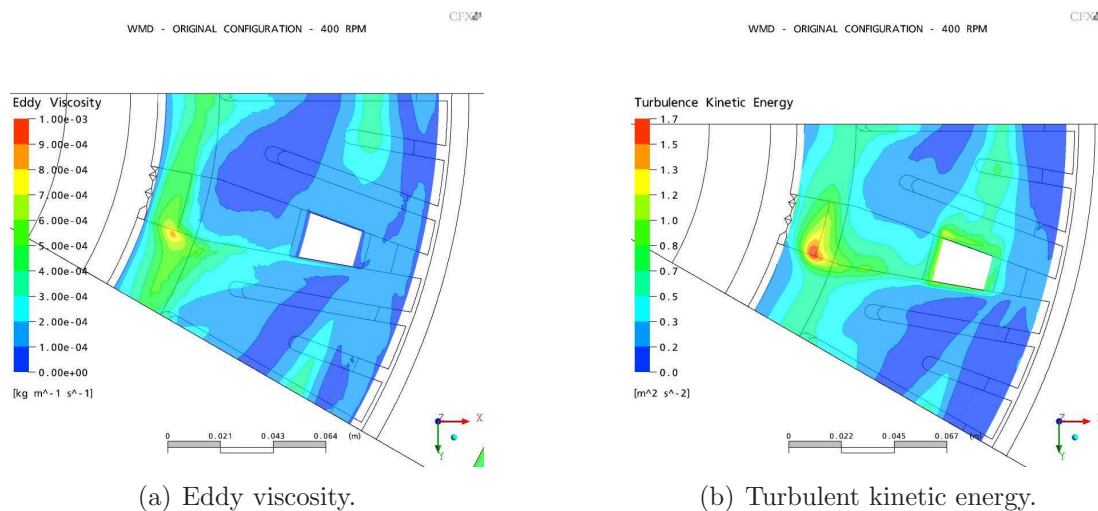 CFX
WMD - ORIGINAL CONFIGURATION - 400 RPM
Eddy Viscosity
1.00e-03
9.00e-04
8.00e-04
7.00e-04
6.00e-04
5.00e-04
4.00e-04
3.00e-04
2.00e-04
1.00e-04
0.00e+00
[kg m^-1 s^-1]
0 0.021 0.043 0.064 (m)
Z X
Y
(a) Eddy viscosity.
CFX
WMD - ORIGINAL CONFIGURATION - 400 RPM
Turbulence Kinetic Energy
1.7
1.5
1.3
1.2
1.0
0.8
0.7
0.5
0.3
0.2
0.0
[m^2 s^-2]
0 0.022 0.045 0.067 (m)
Z
Y
(b) Turbulent kinetic energy.